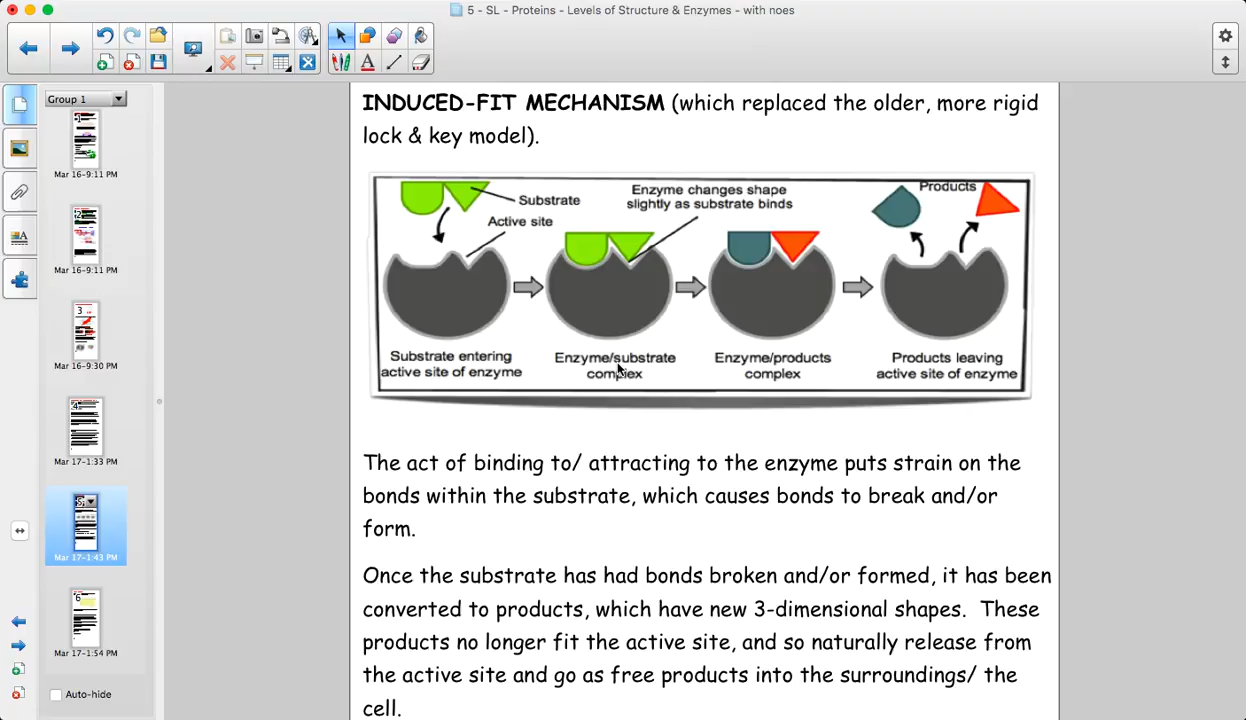 5 - SL - Proteins - Levels of Structure & Enzymes - with noes
Group 1
1
Mar 16-9:11 PM
2
Mar 16-9:11 PM
3
Mar 16-9:30 PM
4
Mar 17-1:33 PM
5
Mar 17-1:43 PM
6
Mar 17-1:54 PM
Auto-hide
INDUCED-FIT MECHANISM (which replaced the older, more rigid
lock & key model).
Substrate
Active site
Enzyme changes shape
slightly as substrate binds
Products
Substrate entering
active site of enzyme
Enzyme/substrate
complex
Enzyme/products
complex
Products leaving
active site of enzyme
The act of binding to/ attracting to the enzyme puts strain on the
bonds within the substrate, which causes bonds to break and/or
form.
Once the substrate has had bonds broken and/or formed, it has been
converted to products, which have new 3-dimensional shapes.  These
products no longer fit the active site, and so naturally release from
the active site and go as free products into the surroundings/ the
cell.